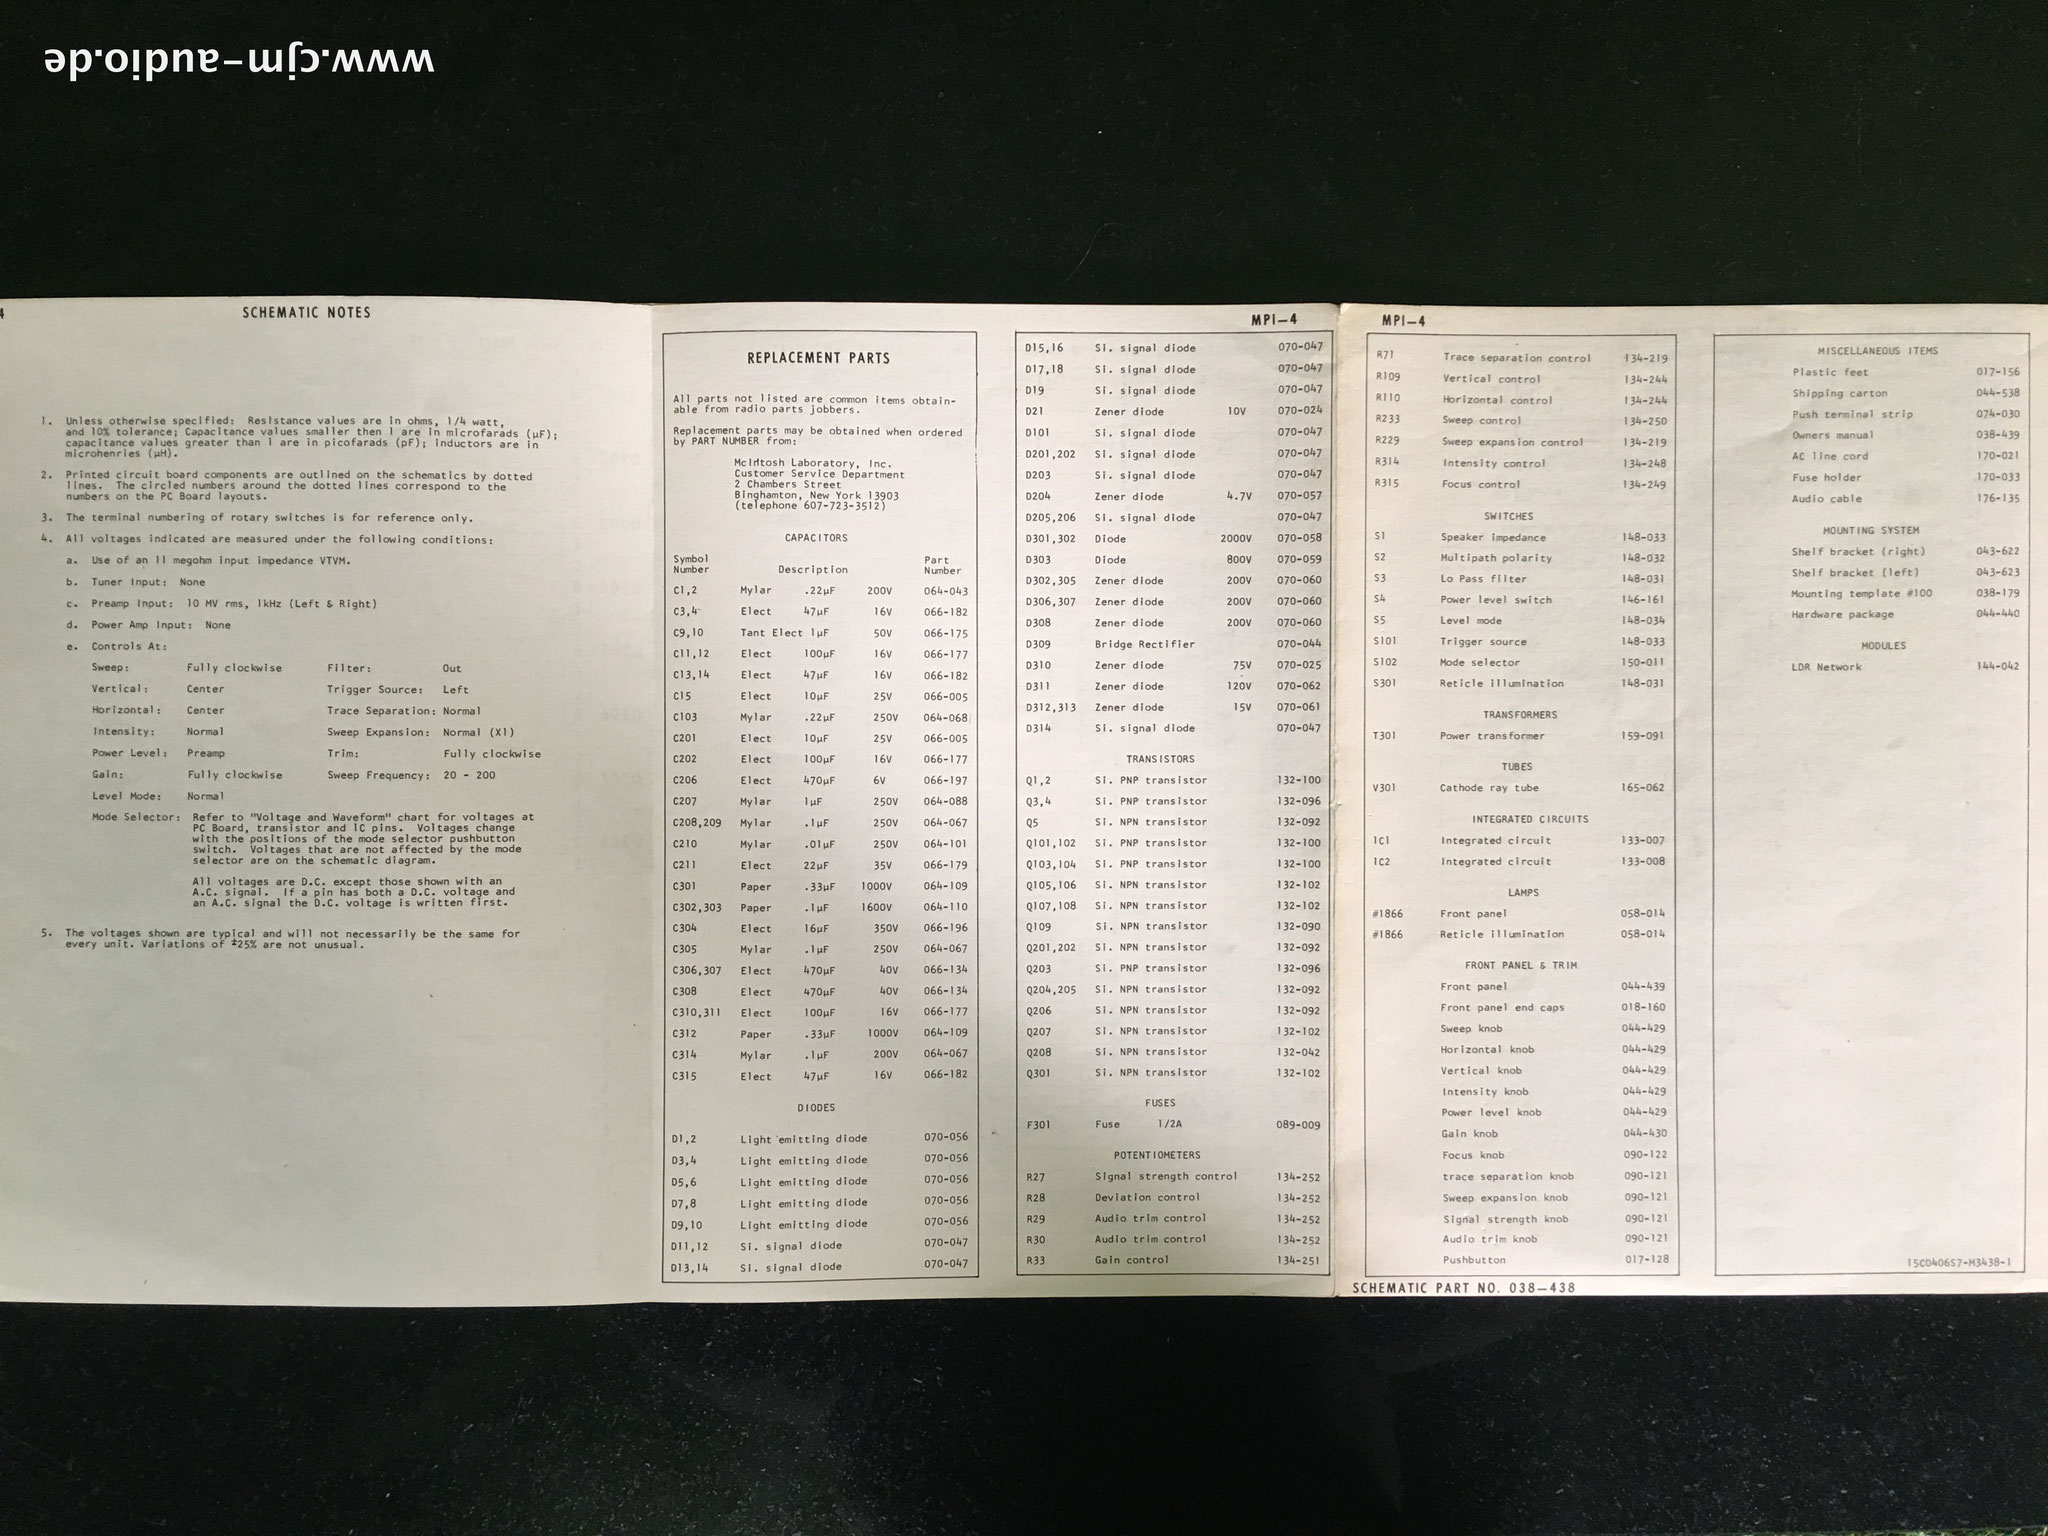 www.cjm-audio.de
4
SCHEMATIC NOTES
1. Unless otherwise specified: Resistance values are in ohms, 1/4 watt,
and 10% tolerance; Capacitance values smaller then 1 are in microfarads (µF);
capacitance values greater than 1 are in picofarads (pF); inductors are in
microhenries (µH).
2. Printed circuit board components are outlined on the schematics by dotted
lines. The circled numbers around the dotted lines correspond to the
numbers on the PC Board layouts.
3. The terminal numbering of rotary switches is for reference only.
4. All voltages indicated are measured under the following conditions:
a. Use of an 11 megohm input impedance VTVM.
b. Tuner Input: None
c. Preamp Input: 10 MV rms, 1kHz (Left & Right)
d. Power Amp Input: None
e. Controls At:
Sweep: Fully clockwise Filter: Out
Vertical: Center Trigger Source: Left
Horizontal: Center Trace Separation: Normal
Intensity: Normal Sweep Expansion: Normal (X1)
Power Level: Preamp Trim: Fully clockwise
Gain: Fully clockwise Sweep Frequency: 20 - 200
Level Mode: Normal
Mode Selector: Refer to "Voltage and Waveform" chart for voltages at
PC Board, transistor and IC pins. Voltages change
with the positions of the mode selector pushbutton
switch. Voltages that are not affected by the mode
selector are on the schematic diagram.
All voltages are D.C. except those shown with an
A.C. signal. If a pin has both a D.C. voltage and
an A.C. signal the D.C. voltage is written first.
5. The voltages shown are typical and will not necessarily be the same for
every unit. Variations of ±25% are not unusual.
REPLACEMENT PARTS
All parts not listed are common items obtain-
able from radio parts jobbers.
Replacement parts may be obtained when ordered
by PART NUMBER from:
McIntosh Laboratory, Inc.
Customer Service Department
2 Chambers Street
Binghamton, New York 13903
(telephone 607-723-3512)
CAPACITORS
Symbol Part
Number Description Number
C1,2 Mylar .22µF 200V 064-043
C3,4 Elect 47µF 16V 066-182
C9,10 Tant Elect 1µF 50V 066-175
C11,12 Elect 100µF 16V 066-177
C13,14 Elect 47µF 16V 066-182
C15 Elect 10µF 25V 066-005
C103 Mylar .22µF 250V 064-068
C201 Elect 10µF 25V 066-005
C202 Elect 100µF 16V 066-177
C206 Elect 470µF 6V 066-197
C207 Mylar 1µF 250V 064-088
C208,209 Mylar .1µF 250V 064-067
C210 Mylar .01µF 250V 064-101
C211 Elect 22µF 35V 066-179
C301 Paper .33µF 1000V 064-109
C302,303 Paper .1µF 1600V 064-110
C304 Elect 16µF 350V 066-196
C305 Mylar .1µF 250V 064-067
C306,307 Elect 470µF 40V 066-134
C308 Elect 470µF 40V 066-134
C310,311 Elect 100µF 16V 066-177
C312 Paper .33µF 1000V 064-109
C314 Mylar .1µF 200V 064-067
C315 Elect 47µF 16V 066-182
DIODES
D1,2 Light emitting diode 070-056
D3,4 Light emitting diode 070-056
D5,6 Light emitting diode 070-056
D7,8 Light emitting diode 070-056
D9,10 Light emitting diode 070-056
D11,12 Si. signal diode 070-047
D13,14 Si. signal diode 070-047
MPI—4
D15,16 Si. signal diode 070-047
D17,18 Si. signal diode 070-047
D19 Si. signal diode 070-047
D21 Zener diode 10V 070-024
D101 Si. signal diode 070-047
D201,202 Si. signal diode 070-047
D203 Si. signal diode 070-047
D204 Zener diode 4.7V 070-057
D205,206 Si. signal diode 070-047
D301,302 Diode 2000V 070-058
D303 Diode 800V 070-059
D302,305 Zener diode 200V 070-060
D306,307 Zener diode 200V 070-060
D308 Zener diode 200V 070-060
D309 Bridge Rectifier 070-044
D310 Zener diode 75V 070-025
D311 Zener diode 120V 070-062
D312,313 Zener diode 15V 070-061
D314 Si. signal diode 070-047
TRANSISTORS
Q1,2 Si. PNP transistor 132-100
Q3,4 Si. PNP transistor 132-096
Q5 Si. NPN transistor 132-092
Q101,102 Si. PNP transistor 132-100
Q103,104 Si. PNP transistor 132-100
Q105,106 Si. NPN transistor 132-102
Q107,108 Si. NPN transistor 132-102
Q109 Si. NPN transistor 132-090
Q201,202 Si. NPN transistor 132-092
Q203 Si. PNP transistor 132-096
Q204,205 Si. NPN transistor 132-092
Q206 Si. NPN transistor 132-092
Q207 Si. NPN transistor 132-102
Q208 Si. NPN transistor 132-042
Q301 Si. NPN transistor 132-102
FUSES
F301 Fuse 1/2A 089-009
POTENTIOMETERS
R27 Signal strength control 134-252
R28 Deviation control 134-252
R29 Audio trim control 134-252
R30 Audio trim control 134-252
R33 Gain control 134-251
MPI—4
R71 Trace separation control 134-219
R109 Vertical control 134-244
R110 Horizontal control 134-244
R233 Sweep control 134-250
R229 Sweep expansion control 134-219
R314 Intensity control 134-248
R315 Focus control 134-249
SWITCHES
S1 Speaker impedance 148-033
S2 Multipath polarity 148-032
S3 Lo Pass filter 148-031
S4 Power level switch 146-161
S5 Level mode 148-034
S101 Trigger source 148-033
S102 Mode selector 150-011
S301 Reticle illumination 148-031
TRANSFORMERS
T301 Power transformer 159-091
TUBES
V301 Cathode ray tube 165-062
INTEGRATED CIRCUITS
IC1 Integrated circuit 133-007
IC2 Integrated circuit 133-008
LAMPS
#1866 Front panel 058-014
#1866 Reticle illumination 058-014
FRONT PANEL & TRIM
Front panel 044-439
Front panel end caps 018-160
Sweep knob 044-429
Horizontal knob 044-429
Vertical knob 044-429
Intensity knob 044-429
Power level knob 044-429
Gain knob 044-430
Focus knob 090-122
trace separation knob 090-121
Sweep expansion knob 090-121
Signal strength knob 090-121
Audio trim knob 090-121
Pushbutton 017-128
SCHEMATIC PART NO. 038—438
MISCELLANEOUS ITEMS
Plastic feet 017-156
Shipping carton 044-538
Push terminal strip 074-030
Owners manual 038-439
AC line cord 170-021
Fuse holder 170-033
Audio cable 176-135
MOUNTING SYSTEM
Shelf bracket (right) 043-622
Shelf bracket (left) 043-623
Mounting template #100 038-179
Hardware package 044-440
MODULES
LDR Network 144-042
15C0406S7-M3438-1